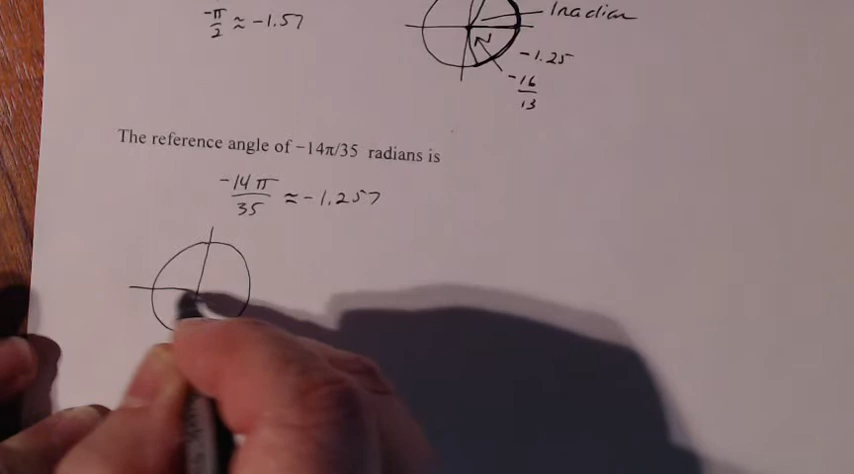 1 radian
-π/2 ≈ -1.57
-1.25
-16/13
The reference angle of −14π/35 radians is
-14π/35 ≈ -1.257